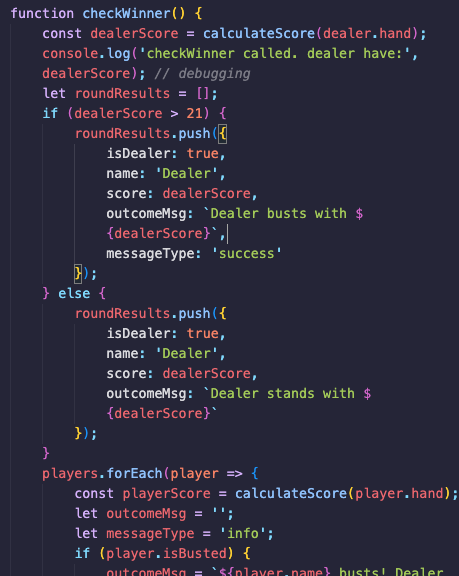 function checkWinner() {
    const dealerScore = calculateScore(dealer.hand);
    console.log('checkWinner called. dealer have:',
    dealerScore); // debugging
    let roundResults = [];
    if (dealerScore > 21) {
        roundResults.push({
            isDealer: true,
            name: 'Dealer',
            score: dealerScore,
            outcomeMsg: `Dealer busts with $
            {dealerScore}`,
            messageType: 'success'
        });
    } else {
        roundResults.push({
            isDealer: true,
            name: 'Dealer',
            score: dealerScore,
            outcomeMsg: `Dealer stands with $
            {dealerScore}`
        });
    }
    players.forEach(player => {
        const playerScore = calculateScore(player.hand);
        let outcomeMsg = '';
        let messageType = 'info';
        if (player.isBusted) {
            outcomeMsg = `${player.name} busts! Dealer